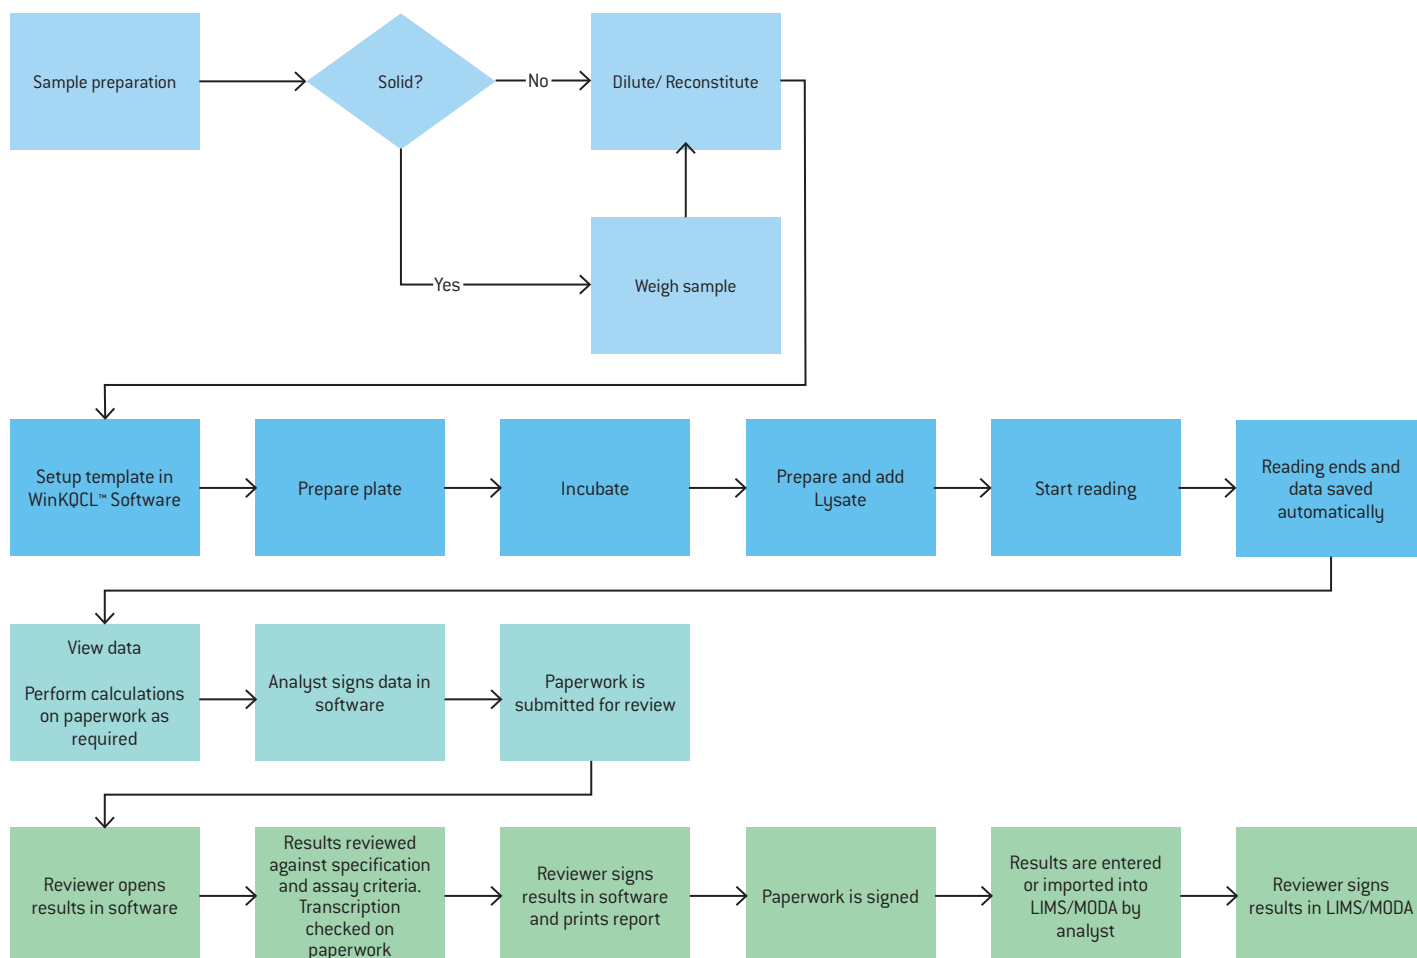 Sample preparation
Solid?
No
Dilute/ Reconstitute
Yes
Weigh sample
Setup template in
WinKQCL™ Software
Prepare plate
Incubate
Prepare and add
Lysate
Start reading
Reading ends and
data saved
automatically
View data
Perform calculations
on paperwork as
required
Analyst signs data in
software
Paperwork is
submitted for review
Reviewer opens
results in software
Results reviewed
against specification
and assay criteria.
Transcription
checked on
paperwork
Reviewer signs
results in software
and prints report
Paperwork is signed
Results are entered
or imported into
LIMS/MODA by
analyst
Reviewer signs
results in LIMS/MODA